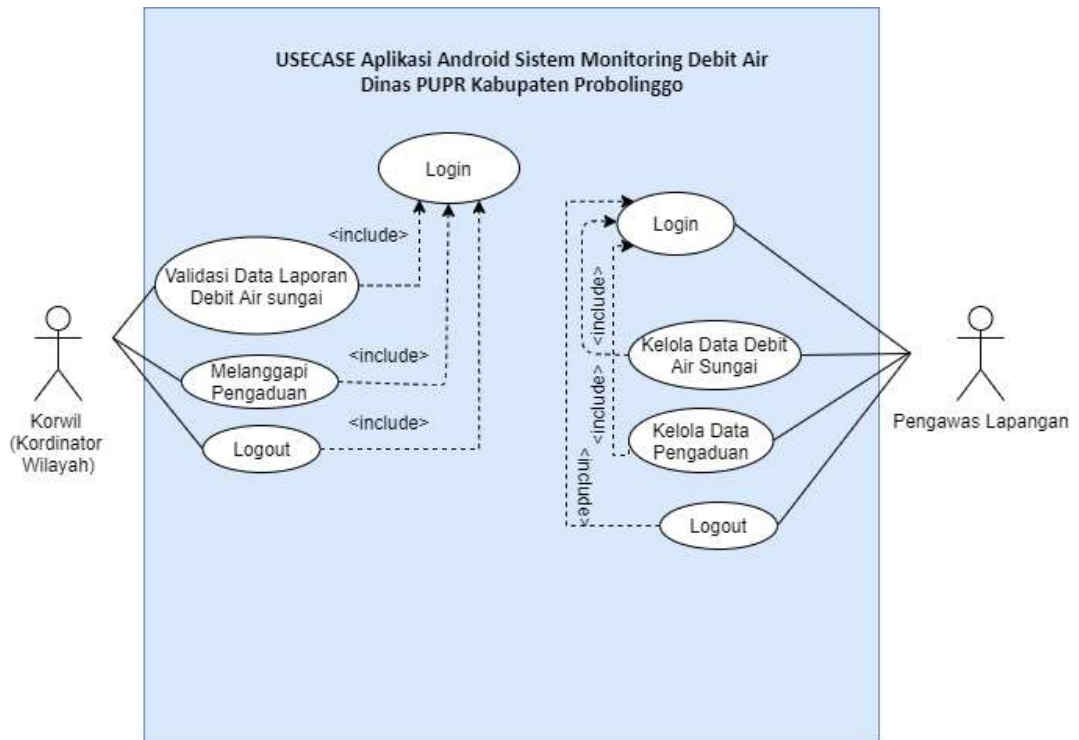 USECASE Aplikasi Android Sistem Monitoring Debit Air
Dinas PUPR Kabupaten Probolinggo
Login
<include>
Validasi Data Laporan
Debit Air sungai
<include>
Melanggapi
Pengaduan
<include>
Logout
Korwil
(Kordinator
Wilayah)
Login
<include>
Kelola Data Debit
Air Sungai
<include>
Kelola Data
Pengaduan
<include>
Logout
Pengawas Lapangan